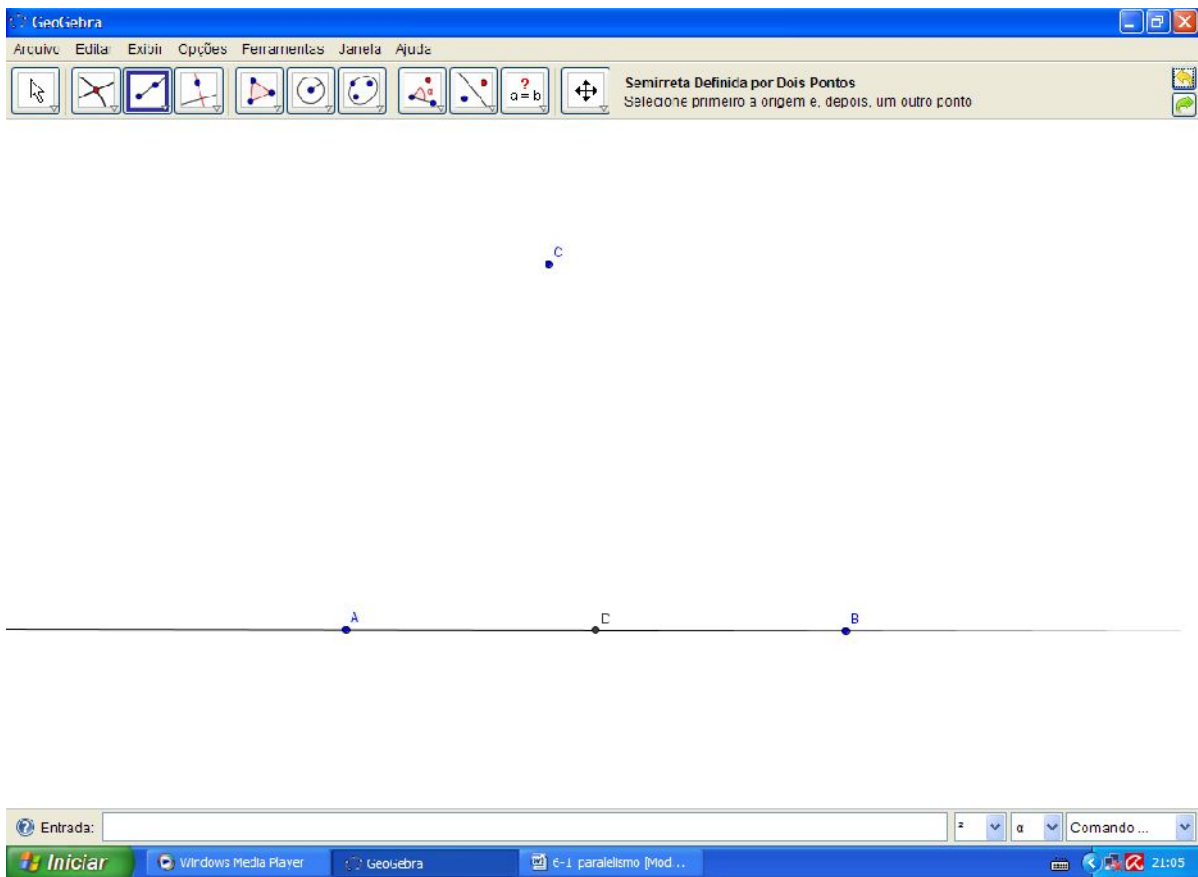 GeoGebra
Arquivo Editar Exibir Opções Ferramentas Janela Ajuda
? a = b
Semirreta Definida por Dois Pontos
Selecione primeiro a origem e, depois, um outro ponto
C
A D B
Entrada: ² α Comando ...
Iniciar Windows Media Player GeoGebra 6-1 paralelismo [Mod... 21:05